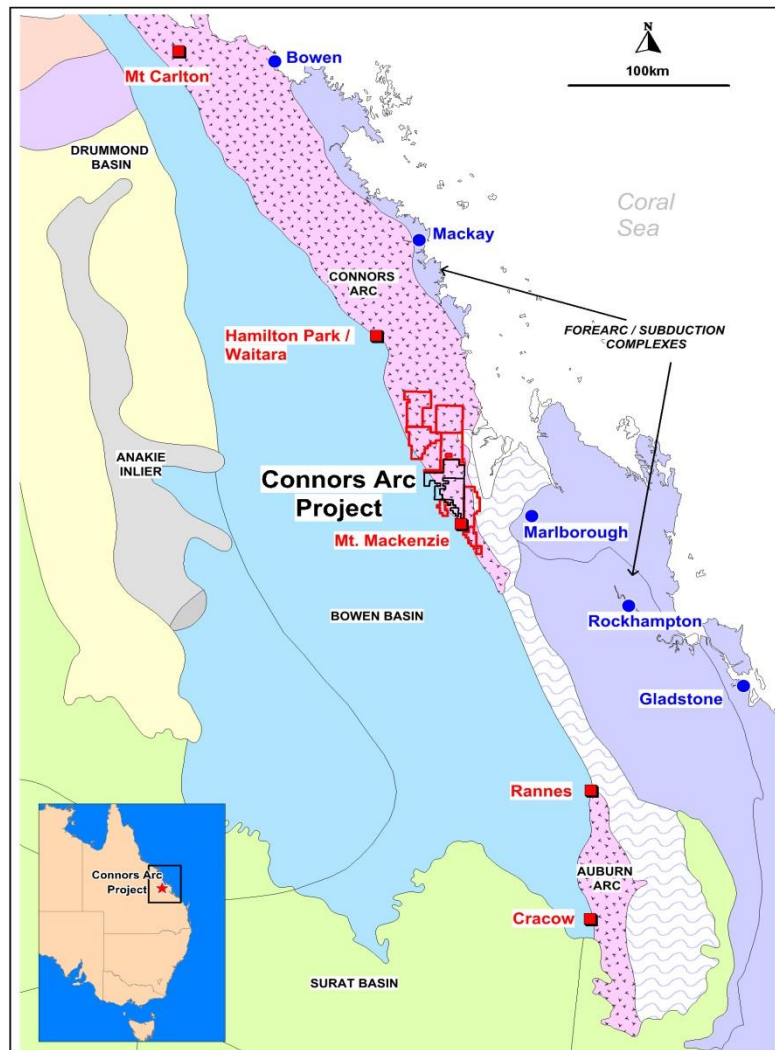 Bowen
Mt Carlton
100km
DRUMMOND
BASIN
Coral
Sea
Mackay
CONNORS
ARC
Hamilton Park /
Waitara
FOREARC / SUBDUCTION
COMPLEXES
ANAKIE
INLIER
Connors Arc
Project
Marlborough
Mt. Mackenzie
Rockhampton
BOWEN BASIN
Gladstone
Rannes
AUBURN
ARC
Cracow
Connors Arc
Project
SURAT BASIN
N